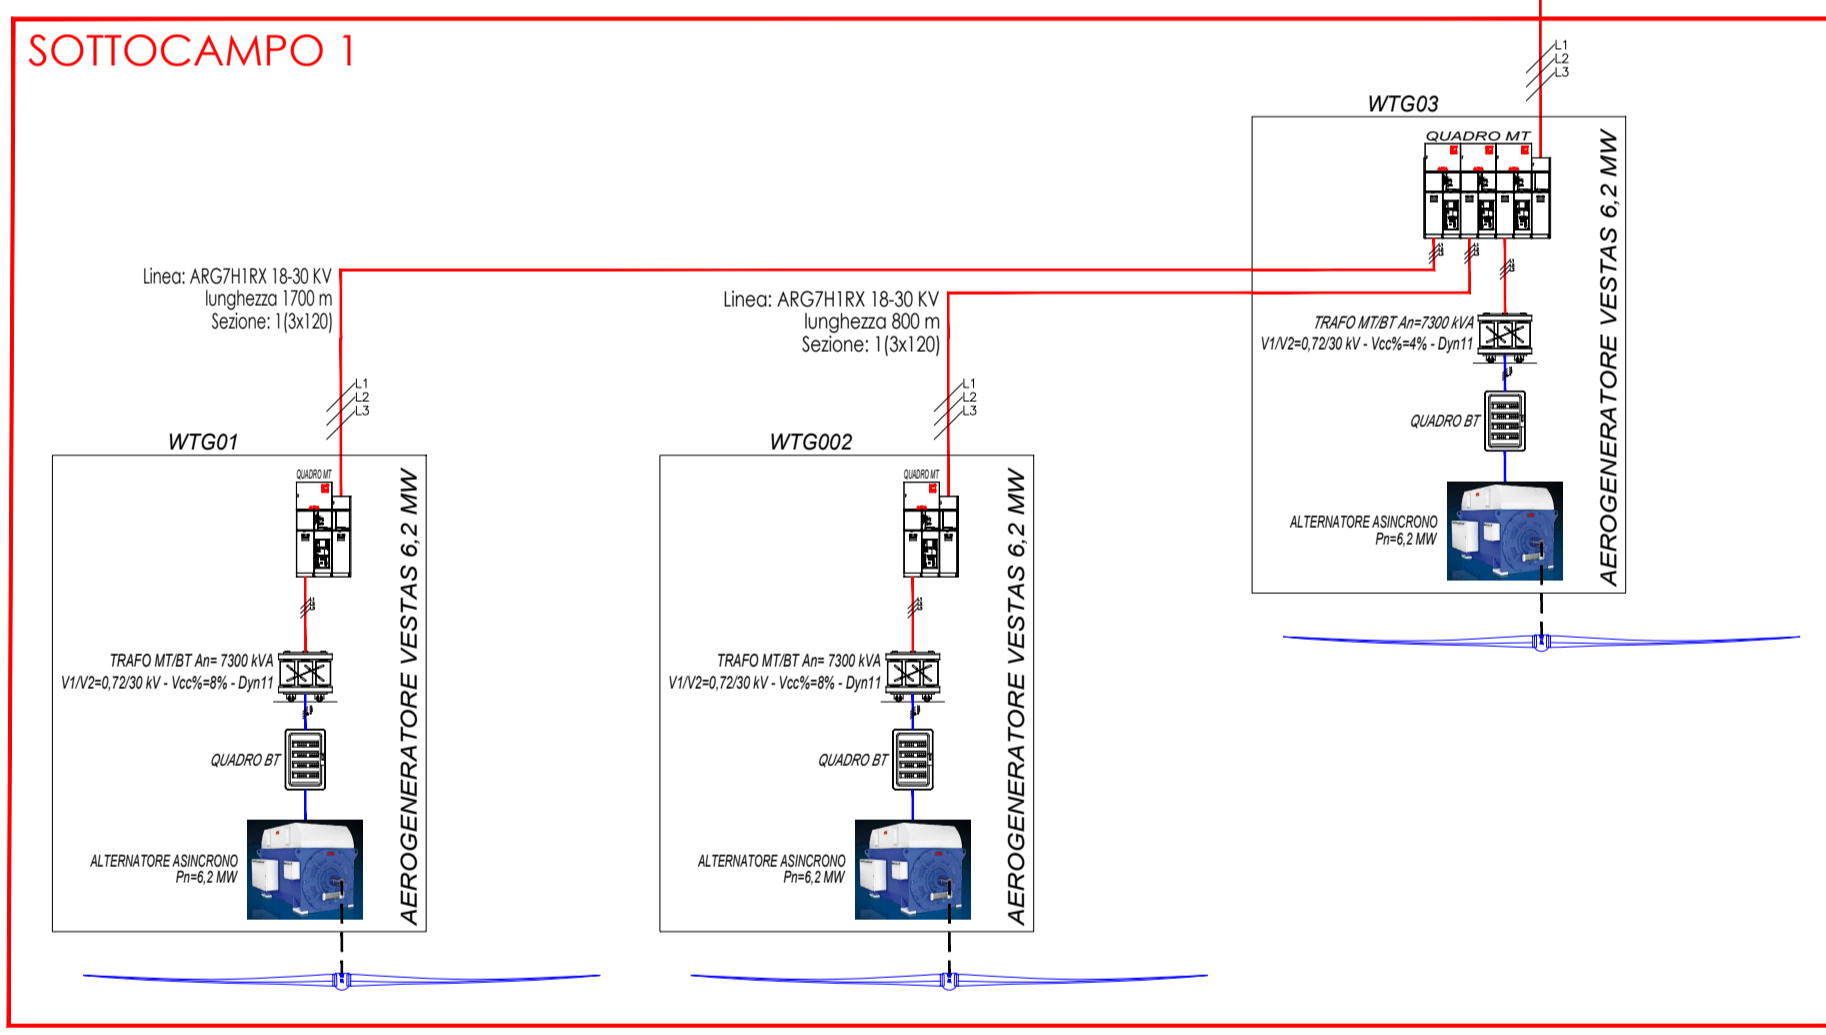 SOTTOCAMPO 1
L1
L2
L3
WTG03
QUADRO MT
AEROGENERATORE VESTAS 6,2 MW
TRAFO MT/BT An=7300 kVA
V1/V2=0,72/30 kV - Vcc%=4% - Dyn11
QUADRO BT
ALTERNATORE ASINCRONO
Pn=6,2 MW
Linea: ARG7H1RX 18-30 KV
lunghezza 1700 m
Sezione: 1(3x120)
L1
L2
L3
WTG01
QUADRO MT
AEROGENERATORE VESTAS 6,2 MW
TRAFO MT/BT An= 7300 kVA
V1/V2=0,72/30 kV - Vcc%=8% - Dyn11
QUADRO BT
ALTERNATORE ASINCRONO
Pn=6,2 MW
Linea: ARG7H1RX 18-30 KV
lunghezza 800 m
Sezione: 1(3x120)
L1
L2
L3
WTG002
QUADRO MT
AEROGENERATORE VESTAS 6,2 MW
TRAFO MT/BT An= 7300 kVA
V1/V2=0,72/30 kV - Vcc%=8% - Dyn11
QUADRO BT
ALTERNATORE ASINCRONO
Pn=6,2 MW